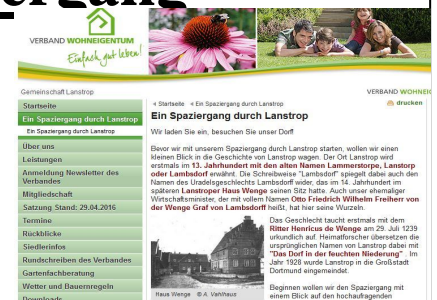 ergang
VERBAND WOHNEIGENTUM
Einfach gut leben!
Gemeinschaft Lanstrop
VERBAND WOHNEIG
Startseite
Ein Spaziergang durch Lanstrop
Ein Spaziergang durch Lanstrop
Über uns
Leistungen
Anmeldung Newsletter des
Verbandes
Mitgliedschaft
Satzung Stand: 29.04.2016
Termine
Rückblicke
Siedlerinfos
Rundschreiben des Verbandes
Gartenfachberatung
Wetter und Bauernregeln
Downloads
Startseite Ein Spaziergang durch Lanstrop
drucken
Ein Spaziergang durch Lanstrop
Wir laden Sie ein, besuchen Sie unser Dorf!
Bevor wir mit unserem Spaziergang durch Lanstrop starten, wollen wir einen
kleinen Blick in die Geschichte von Lanstrop wagen. Der Ort Lanstrop wird
erstmals im 13. Jahrhundert mit den alten Namen Lammerstorpe, Lanstorp
oder Lambsdorf erwähnt. Die Schreibweise "Lambsdorf" spiegelt dabei auch den
Namen des Uradelsgeschlechts Lambsdorff wider, das im 14. Jahrhundert im
späteren Lanstroper Haus Wenge seinen Sitz hatte. Auch unser ehemaliger
Wirtschaftsminister, der mit vollem Namen Otto Friedrich Wilhelm Freiherr von
der Wenge Graf von Lambsdorff heißt, hat hier seine Wurzeln.
Das Geschlecht taucht erstmals mit dem
Ritter Henricus de Wenge am 29. Juli 1239
urkundlich auf. Heimatforscher übersetzen die
ursprünglichen Namen von Lanstrop dabei mit
"Das Dorf in der feuchten Niederung" Im
Jahr 1928 wurde Lanstrop in die Großstadt
Dortmund eingemeindet.
Haus Wenge © A. Vahlhaus
Beginnen wollen wir den Spaziergang mit
einem Blick auf den hochaufragenden